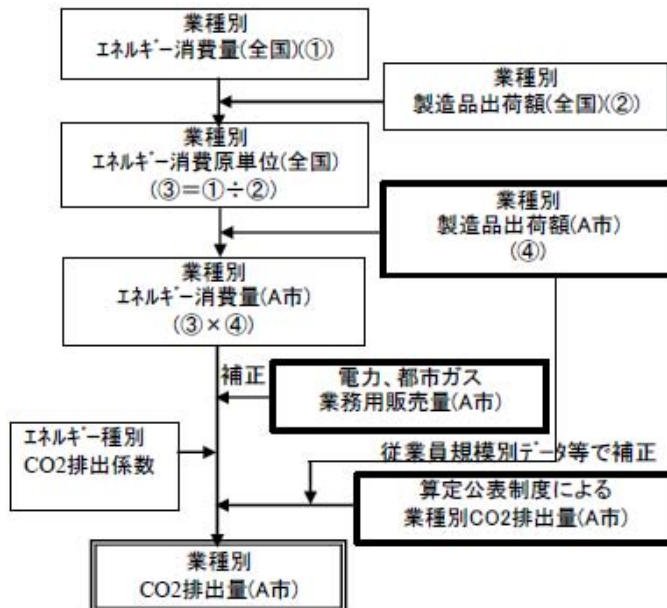 業種別
エネルギー消費量(全国)(①)
業種別
製造品出荷額(全国)(②)
業種別
エネルギー消費原単位(全国)
(③＝①÷②)
業種別
製造品出荷額(A市)
(④)
業種別
エネルギー消費量(A市)
(③×④)
補正
電力、都市ガス
業務用販売量(A市)
エネルギー種別
CO2排出係数
従業員規模別データ等で補正
算定公表制度による
業種別CO2排出量(A市)
業種別
CO2排出量(A市)